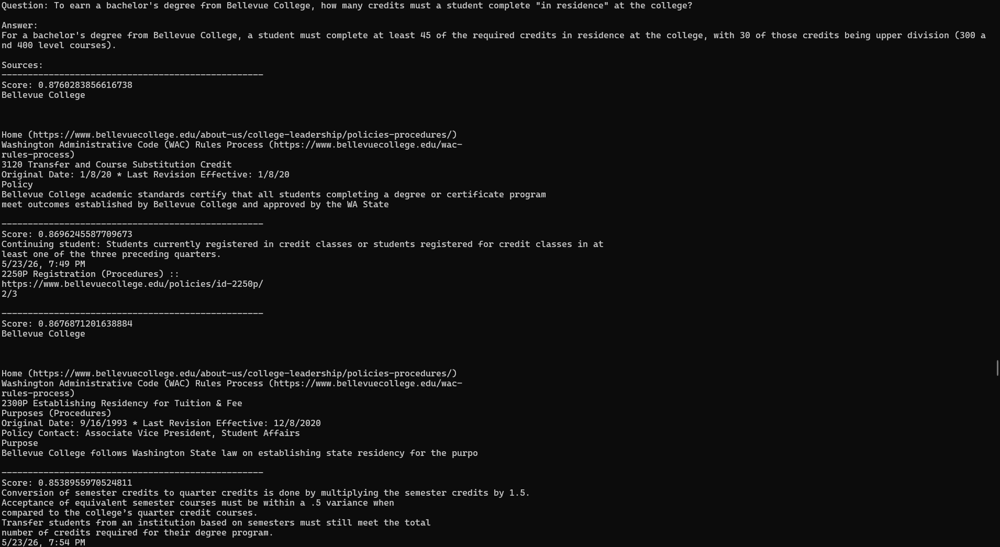 Question: To earn a bachelor's degree from Bellevue College, how many credits must a student complete "in residence" at the college?
Answer:
For a bachelor's degree from Bellevue College, a student must complete at least 45 of the required credits in residence at the college, with 30 of those credits being upper division (300 a
nd 400 level courses).
Sources:
--------------------------------------------------
Score: 0.8760283856616738
Bellevue College
Home (https://www.bellevuecollege.edu/about-us/college-leadership/policies-procedures/)
Washington Administrative Code (WAC) Rules Process (https://www.bellevuecollege.edu/wac-
rules-process)
3120 Transfer and Course Substitution Credit
Original Date: 1/8/20 * Last Revision Effective: 1/8/20
Policy
Bellevue College academic standards certify that all students completing a degree or certificate program
meet outcomes established by Bellevue College and approved by the WA State
--------------------------------------------------
Score: 0.8696245587709673
Continuing student: Students currently registered in credit classes or students registered for credit classes in at
least one of the three preceding quarters.
5/23/26, 7:49 PM
2250P Registration (Procedures) ::
https://www.bellevuecollege.edu/policies/id-2250p/
2/3
--------------------------------------------------
Score: 0.8676871201638884
Bellevue College
Home (https://www.bellevuecollege.edu/about-us/college-leadership/policies-procedures/)
Washington Administrative Code (WAC) Rules Process (https://www.bellevuecollege.edu/wac-
rules-process)
2300P Establishing Residency for Tuition & Fee
Purposes (Procedures)
Original Date: 9/16/1993 * Last Revision Effective: 12/8/2020
Policy Contact: Associate Vice President, Student Affairs
Purpose
Bellevue College follows Washington State law on establishing state residency for the purpo
--------------------------------------------------
Score: 0.8538955970524811
Conversion of semester credits to quarter credits is done by multiplying the semester credits by 1.5.
Acceptance of equivalent semester courses must be within a .5 variance when
compared to the college’s quarter credit courses.
Transfer students from an institution based on semesters must still meet the total
number of credits required for their degree program.
5/23/26, 7:54 PM